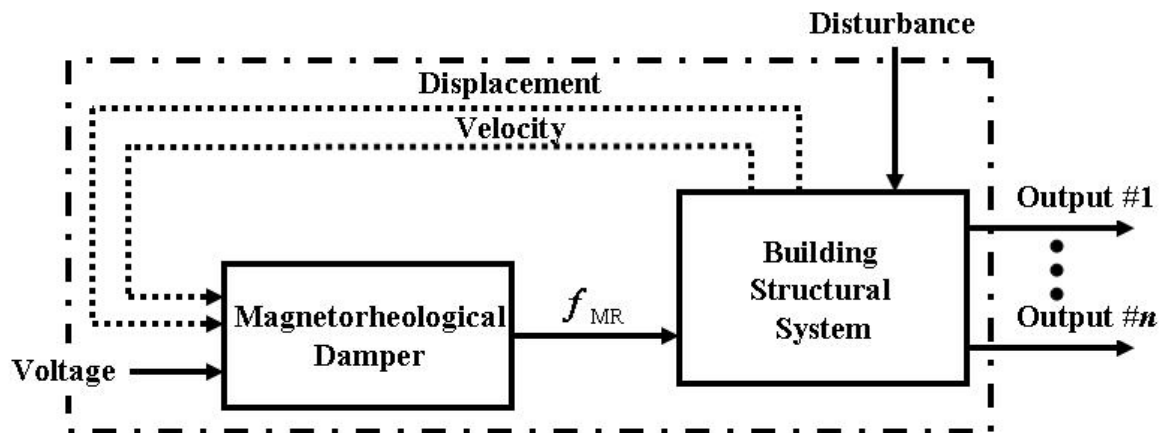 Disturbance
Displacement
Velocity
Output #1
Building
Structural
System
Magnetorheological
Damper
f MR
Output #n
Voltage